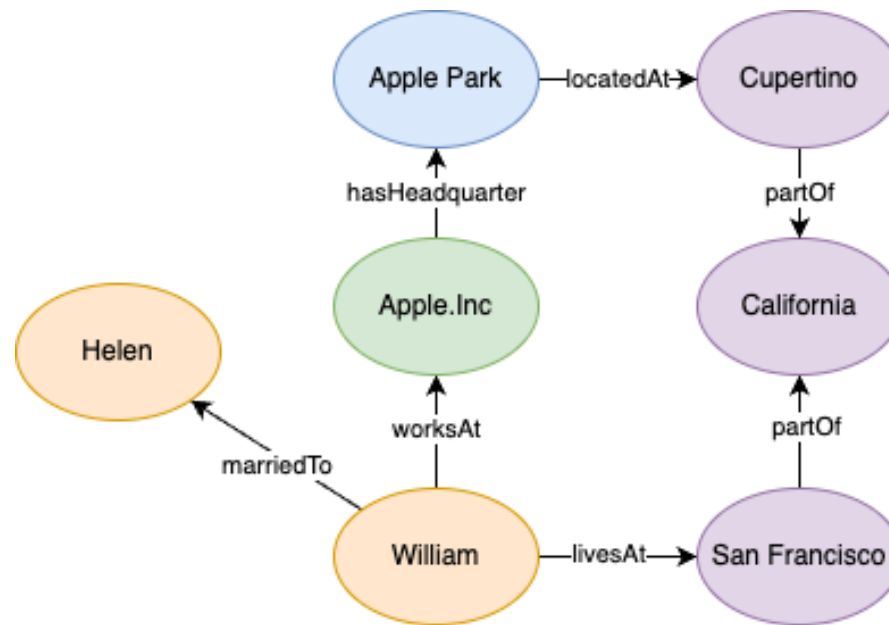 Apple Park
locatedAt
Cupertino
hasHeadquarter
partOf
Apple.Inc
California
Helen
worksAt
partOf
marriedTo
William
livesAt
San Francisco